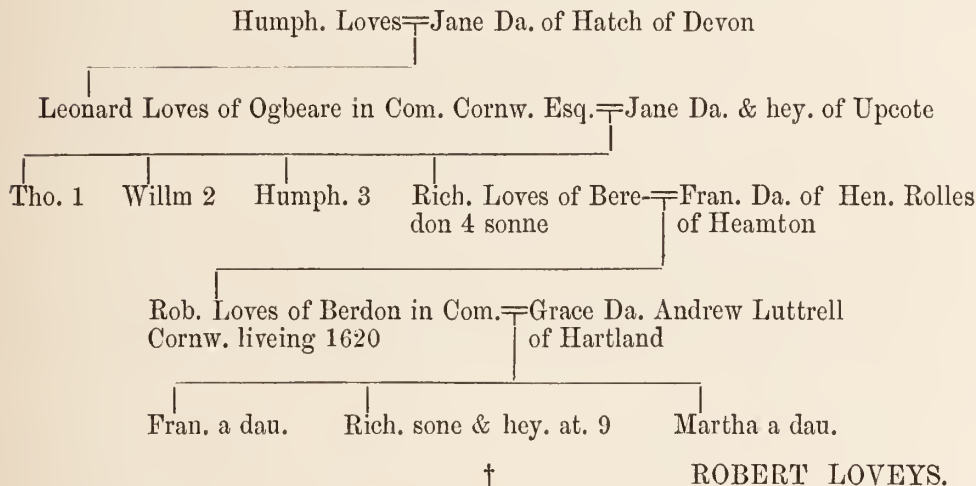 Humph. Loves=Jane Da. of Hatch of Devon
Leonard Loves of Ogbeare in Com. Cornw. Esq.=Jane Da. & hey. of Upcote
Tho. 1 Willm 2 Humph. 3 Rich. Loves of Bere-=Fran. Da. of Hen. Rolles
don 4 sonne of Heamton
Rob. Loves of Berdon in Com.=Grace Da. Andrew Luttrell
Cornw. liveing 1620 of Hartland
Fran. a dau. Rich. sone & hey. at. 9 Martha a dau.
† ROBERT LOVEYS.